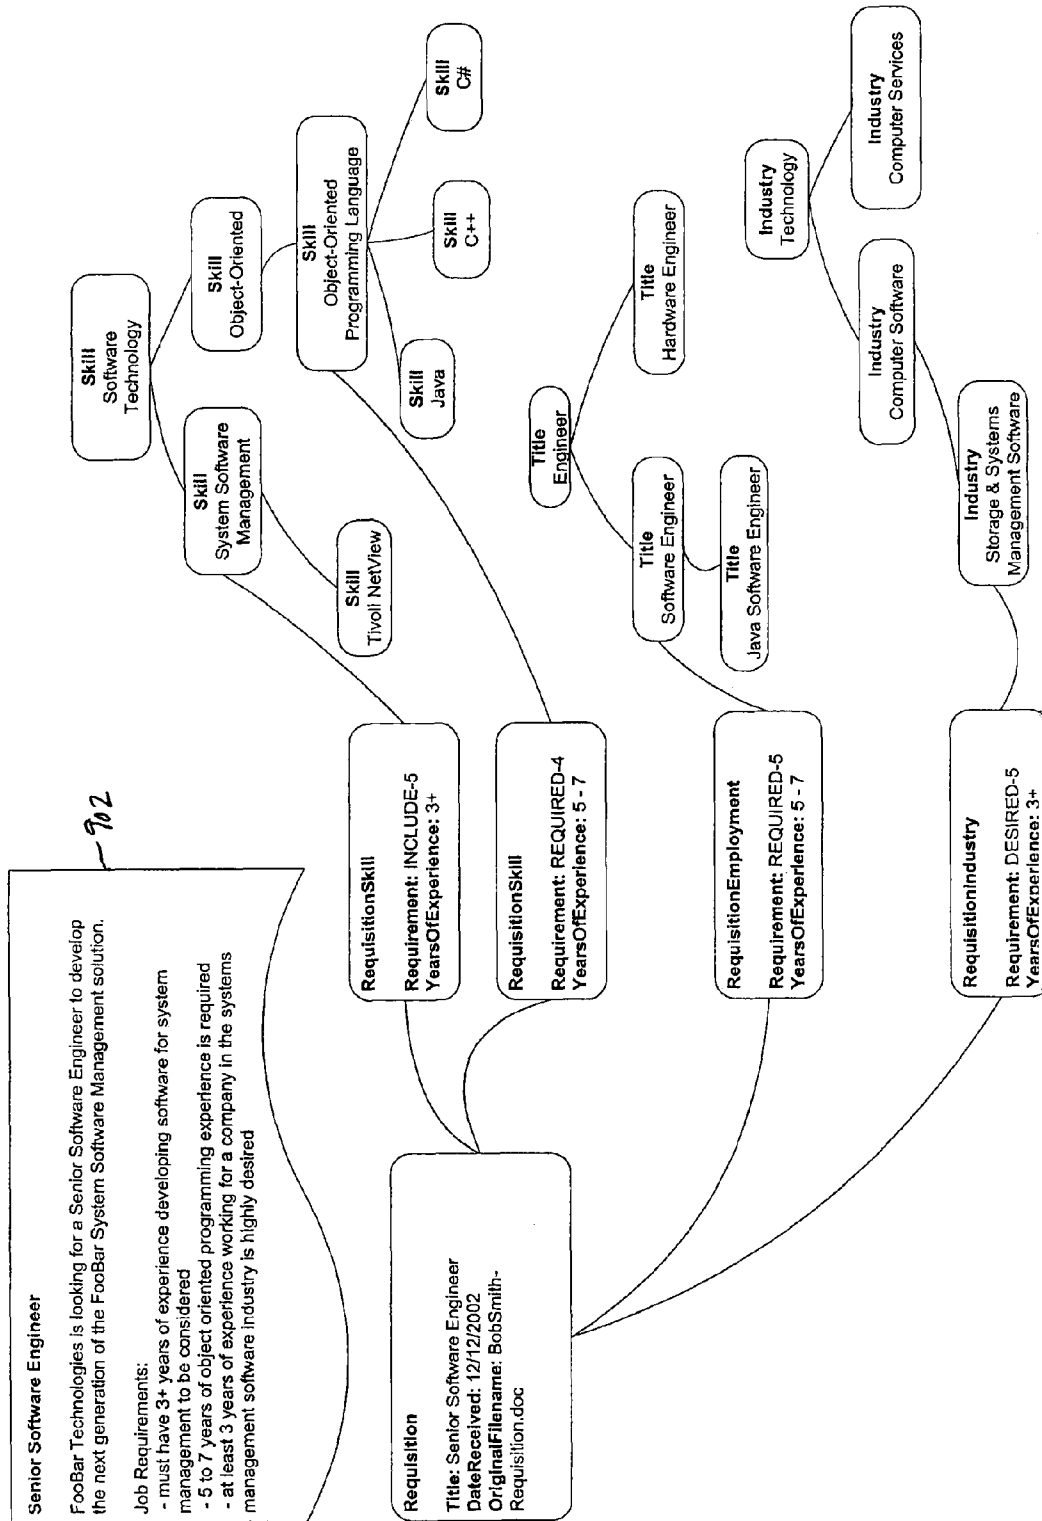 Senior Software Engineer
FooBar Technologies is looking for a Senior Software Engineer to develop
the next generation of the FooBar System Software Management solution.
Job Requirements:
- must have 3+ years of experience developing software for system
management to be considered
- 5 to 7 years of object oriented programming experience is required
- at least 3 years of experience working for a company in the systems
management software industry is highly desired
902
Requisition
Title: Senior Software Engineer
DateReceived: 12/12/2002
OriginalFilename: BobSmith-
Requisition.doc
RequisitionSkill
Requirement: INCLUDE-5
YearsOfExperience: 3+
RequisitionSkill
Requirement: REQUIRED-4
YearsOfExperience: 5 - 7
RequisitionEmployment
Requirement: REQUIRED-5
YearsOfExperience: 5 - 7
RequisitionIndustry
Requirement: DESIRED-5
YearsOfExperience: 3+
Skill
Software
Technology
Skill
System Software
Management
Skill
Object-Oriented
Skill
Tivoli NetView
Skill
Object-Oriented
Programming Language
Skill
Java
Skill
C++
Skill
C#
Title
Engineer
Title
Software Engineer
Title
Hardware Engineer
Title
Java Software Engineer
Industry
Technology
Industry
Computer Software
Industry
Computer Services
Industry
Storage & Systems
Management Software